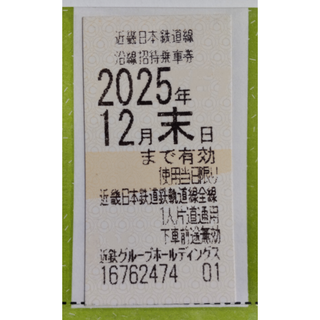 近畿日本鉄道線
沿線招待乗車券
2025年
12月末日
まで有効
使用当日限り
近畿日本鉄道鉄軌道線全線
1人片道通用
下車前途無効
近鉄グループホールディングス
16762474 01